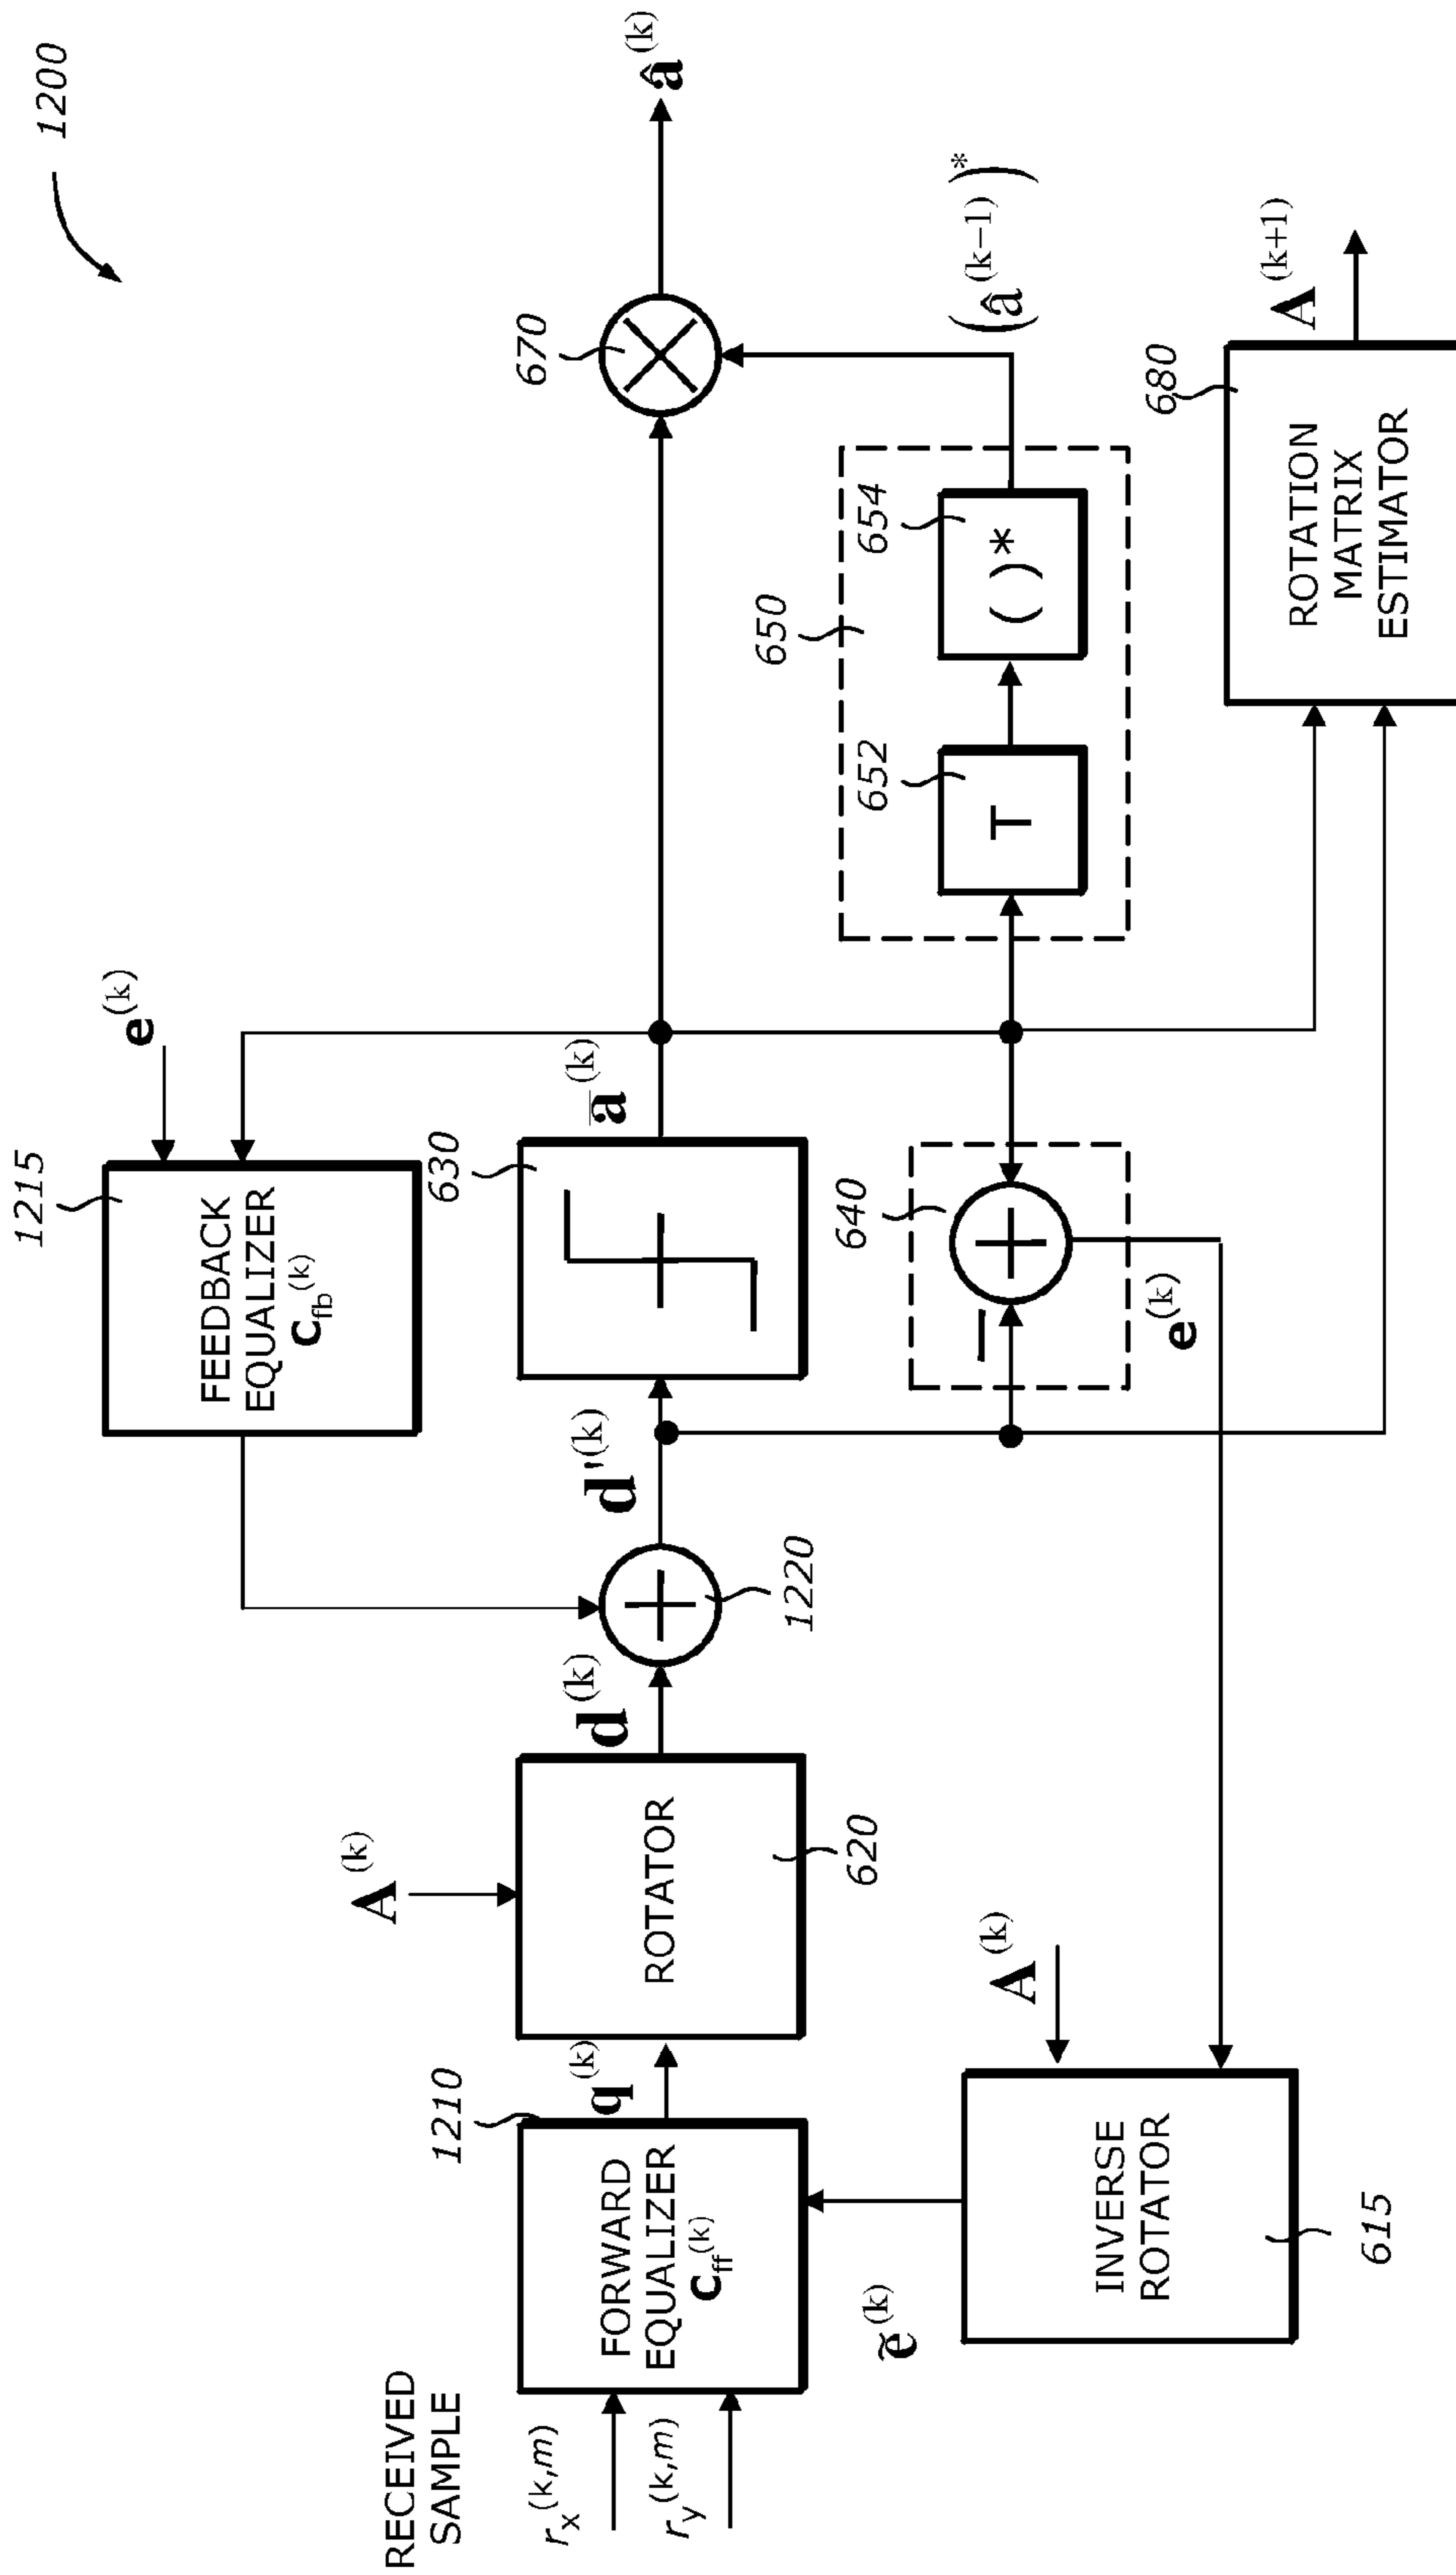 1200
RECEIVED
SAMPLE
r_x^(k,m)
r_y^(k,m)
1210
FORWARD
EQUALIZER
C_ff^(k)
q^(k)
A^(k)
ROTATOR
620
d^(k)
1220
d'^(k)
1215
FEEDBACK
EQUALIZER
C_fb^(k)
e^(k)
630
a̅^(k)
670
â^(k)
640
−
e^(k)
650
652
T
654
( )*
(â^(k−1))*
ẽ^(k)
A^(k)
INVERSE
ROTATOR
615
680
ROTATION
MATRIX
ESTIMATOR
A^(k+1)